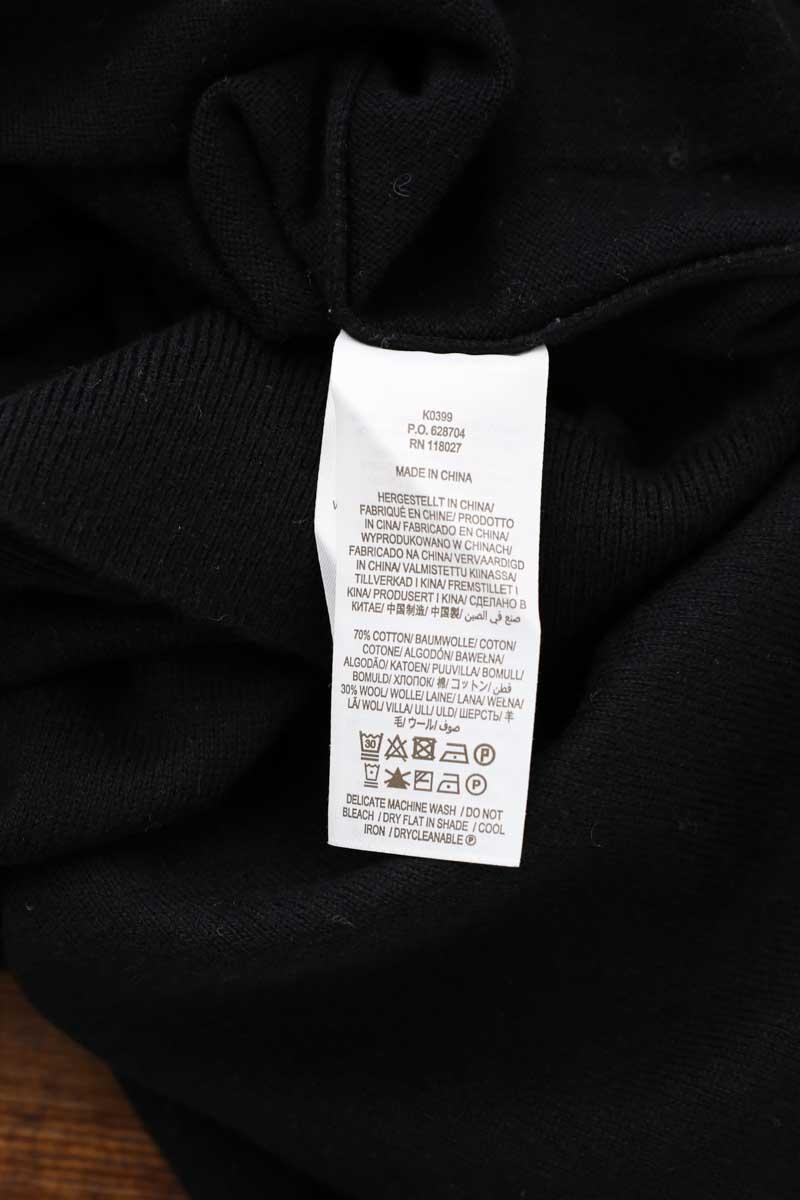 K0399
P.O. 628704
RN 118027
MADE IN CHINA
HERGESTELLT IN CHINA/
FABRIQUÉ EN CHINE/ PRODOTTO
IN CINA/ FABRICADO EN CHINA/
WYPRODUKOWANO W CHINACH/
FABRICADO NA CHINA/ VERVAARDIGD
IN CHINA/ VALMISTETTU KIINASSA/
TILLVERKAD I KINA/ FREMSTILLET I
KINA/ PRODUSERT I KINA/ СДЕЛАНО В
КИТАЕ/ 中国制造/ 中国製/ صنع في الصين
70% COTTON/ BAUMWOLLE/ COTON/
COTONE/ ALGODÓN/ BAWEŁNA/
ALGODÃO/ KATOEN/ PUUVILLA/ BOMULL/
BOMULD/ ХЛОПОК/ 棉/ コットン/ قطن
30% WOOL/ WOLLE/ LAINE/ LANA/ WEŁNA/
LÃ/ WOL/ VILLA/ ULL/ ULD/ ШЕРСТЬ/ 羊
毛/ ウール/ صوف
30 P
P
DELICATE MACHINE WASH / DO NOT
BLEACH / DRY FLAT IN SHADE / COOL
IRON / DRYCLEANABLE Ⓟ